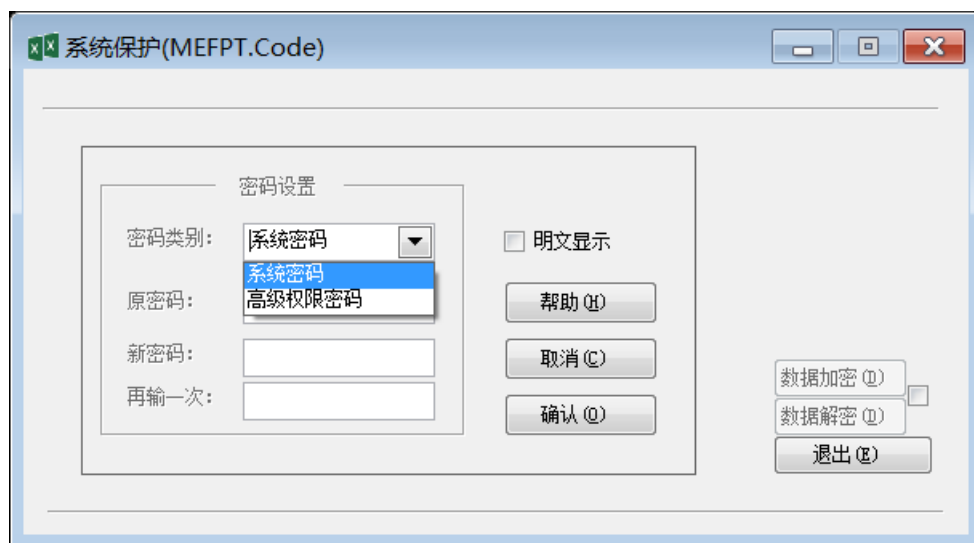 系统保护(MEFPT.Code)
密码设置
密码类别： 系统密码
系统密码
高级权限密码
原密码：
新密码：
再输一次：
明文显示
帮助(H)
取消(C)
确认(O)
数据加密(D)
数据解密(D)
退出(E)